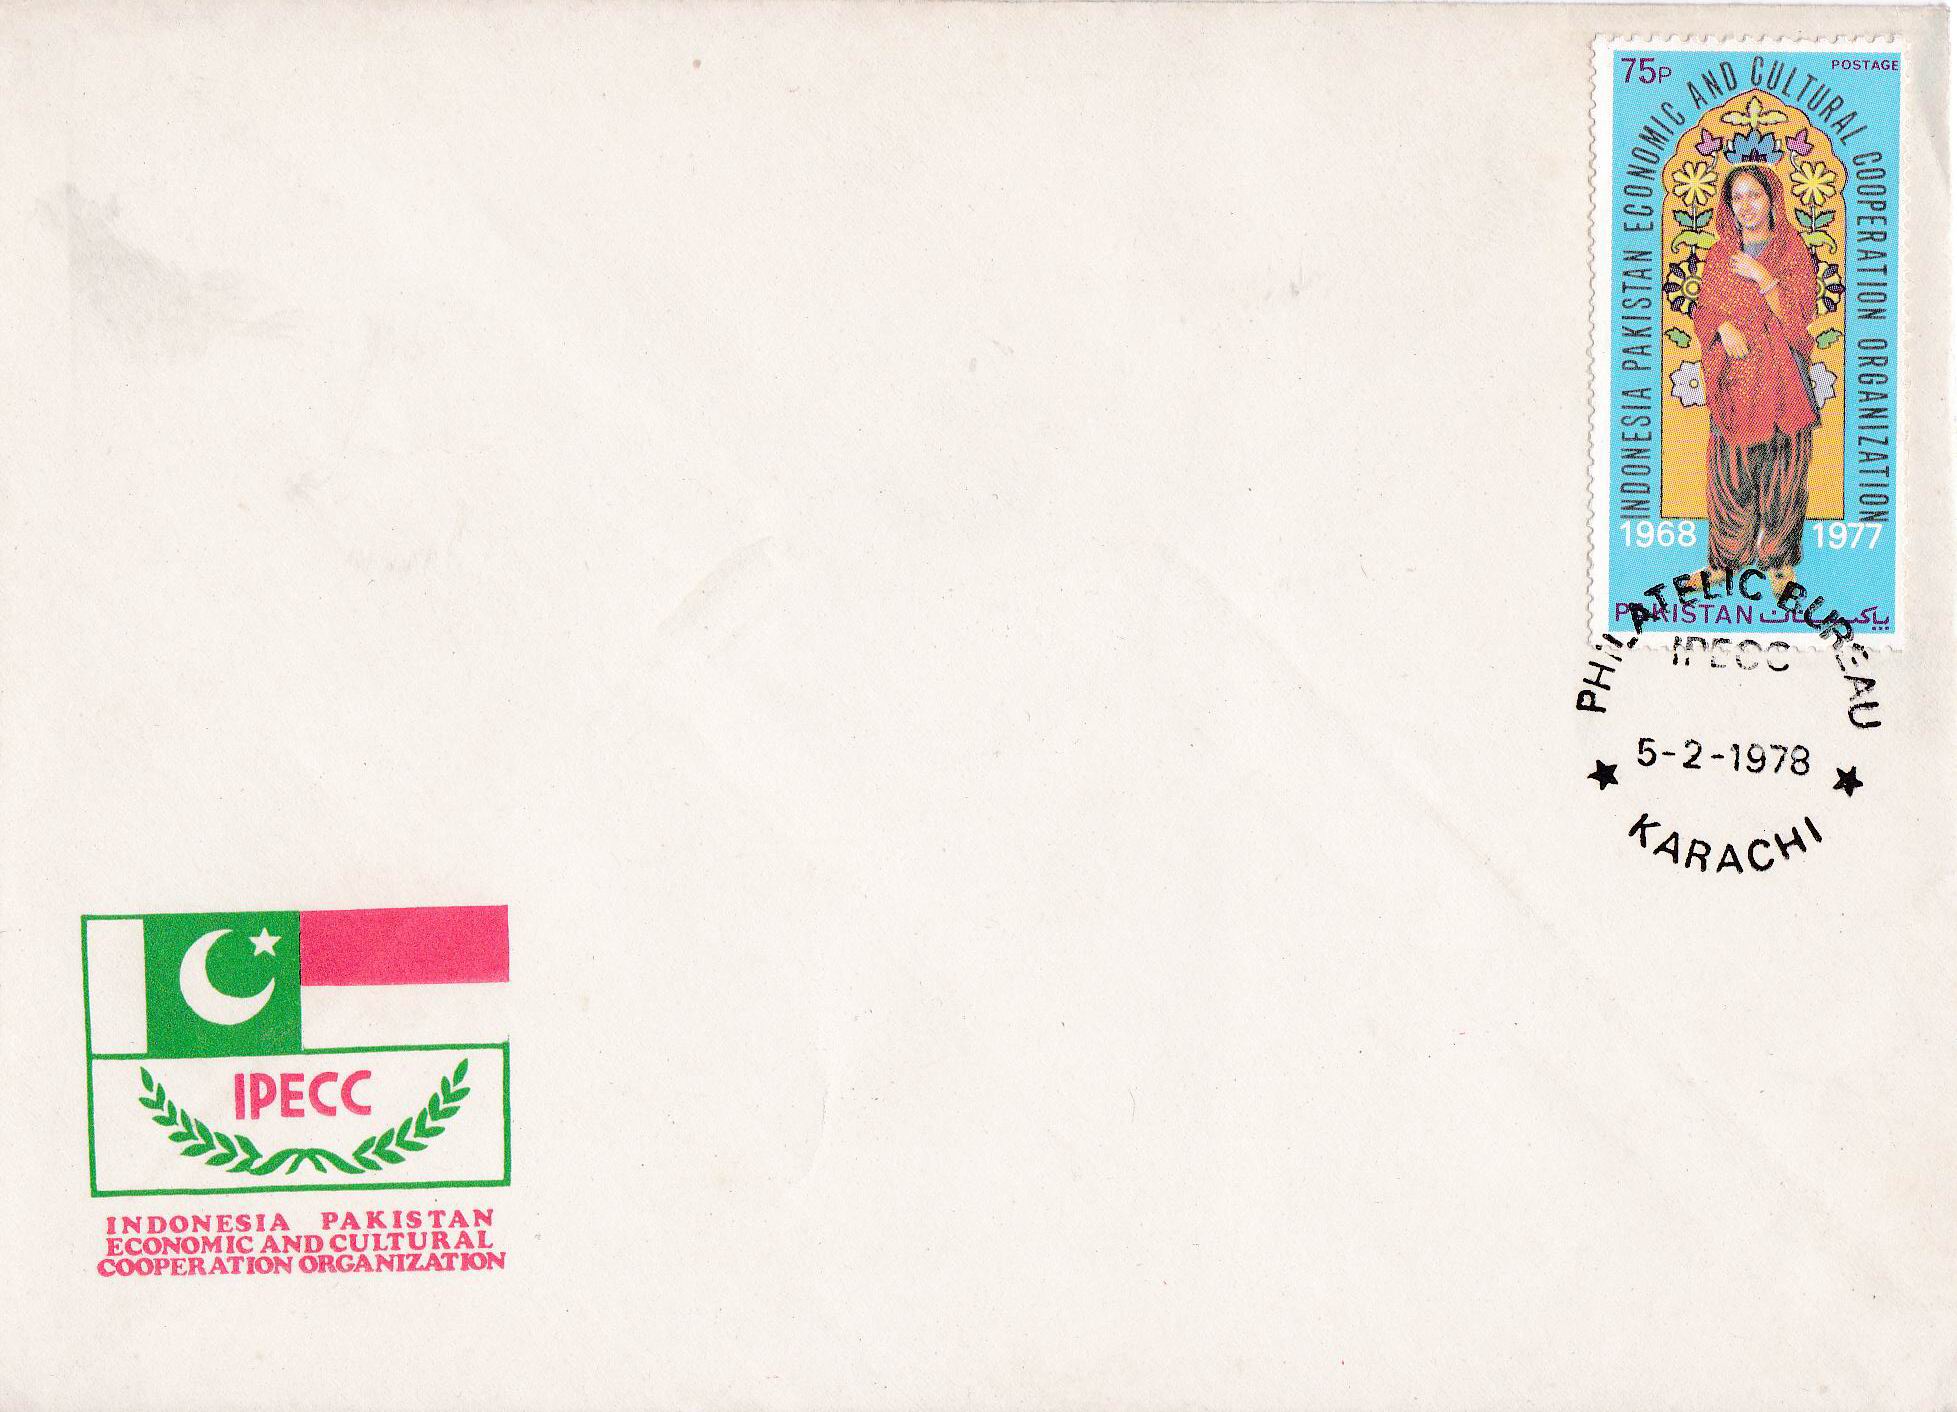 75P
POSTAGE
INDONESIA PAKISTAN ECONOMIC AND CULTURAL COOPERATION ORGANIZATION
1968 1977
PAKISTAN پاکستان
PHILATELIC BUREAU
IPECC
5-2-1978
KARACHI
IPECC
INDONESIA PAKISTAN
ECONOMIC AND CULTURAL
COOPERATION ORGANIZATION